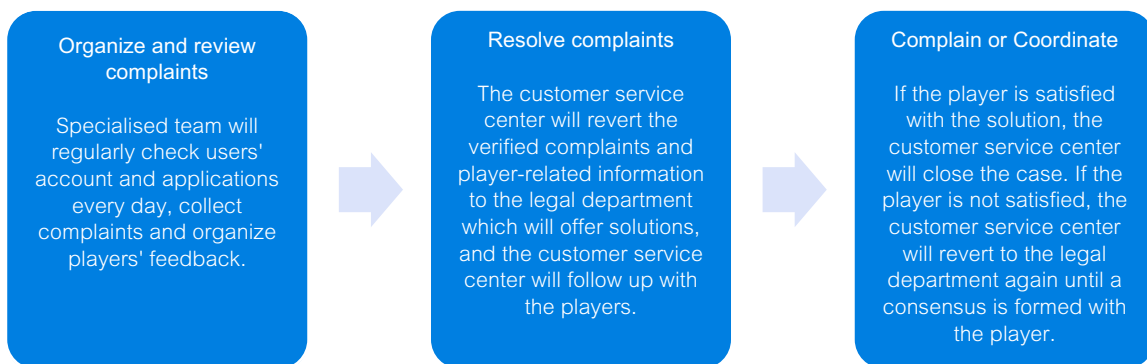 Organize and review
complaints
Specialised team will
regularly check users'
account and applications
every day, collect
complaints and organize
players' feedback.
Resolve complaints
The customer service
center will revert the
verified complaints and
player-related information
to the legal department
which will offer solutions,
and the customer service
center will follow up with
the players.
Complain or Coordinate
If the player is satisfied
with the solution, the
customer service center
will close the case. If the
player is not satisfied, the
customer service center
will revert to the legal
department again until a
consensus is formed with
the player.